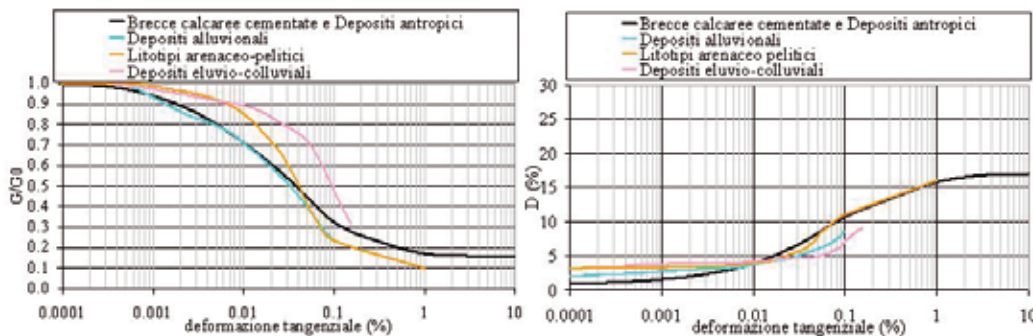 Brecce calcaree cementate e Depositi antropici
Depositi alluvionali
Litotipi arenaceo-pelitici
Depositi eluvio-colluviali
1.0
0.9
0.8
0.7
0.6
0.5
0.4
0.3
0.2
0.1
0.0
G/G0
0.0001 0.001 0.01 0.1 1 10
deformazione tangenziale (%)
Brecce calcaree cementate e Depositi antropici
Depositi alluvionali
Litotipi arenaceo pelitici
Depositi eluvio-colluviali
30
25
20
15
10
5
0
D (%)
0.0001 0.001 0.01 0.1 1 10
deformazione tangenziale (%)